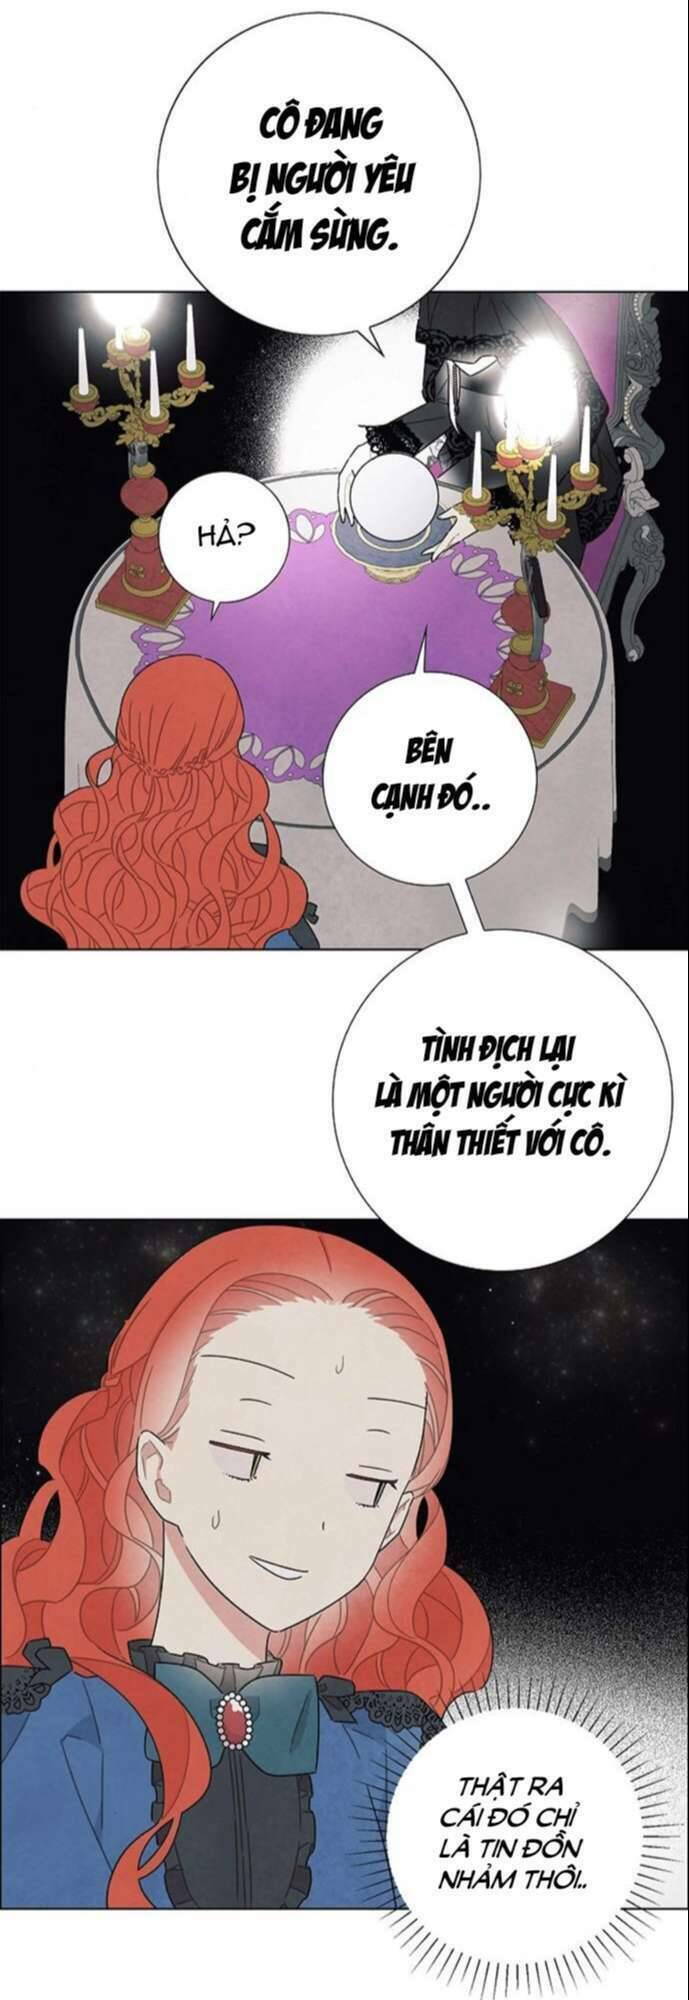 CÔ ĐANG
BỊ NGƯỜI YÊU
CẮM SỪNG.
HẢ?
BÊN
CẠNH ĐÓ..
TÌNH ĐỊCH LẠI
LÀ MỘT NGƯỜI CỰC KÌ
THÂN THIẾT VỚI CÔ.
THẬT RA
CÁI ĐÓ CHỈ
LÀ TIN ĐỒN
NHẢM THÔI..